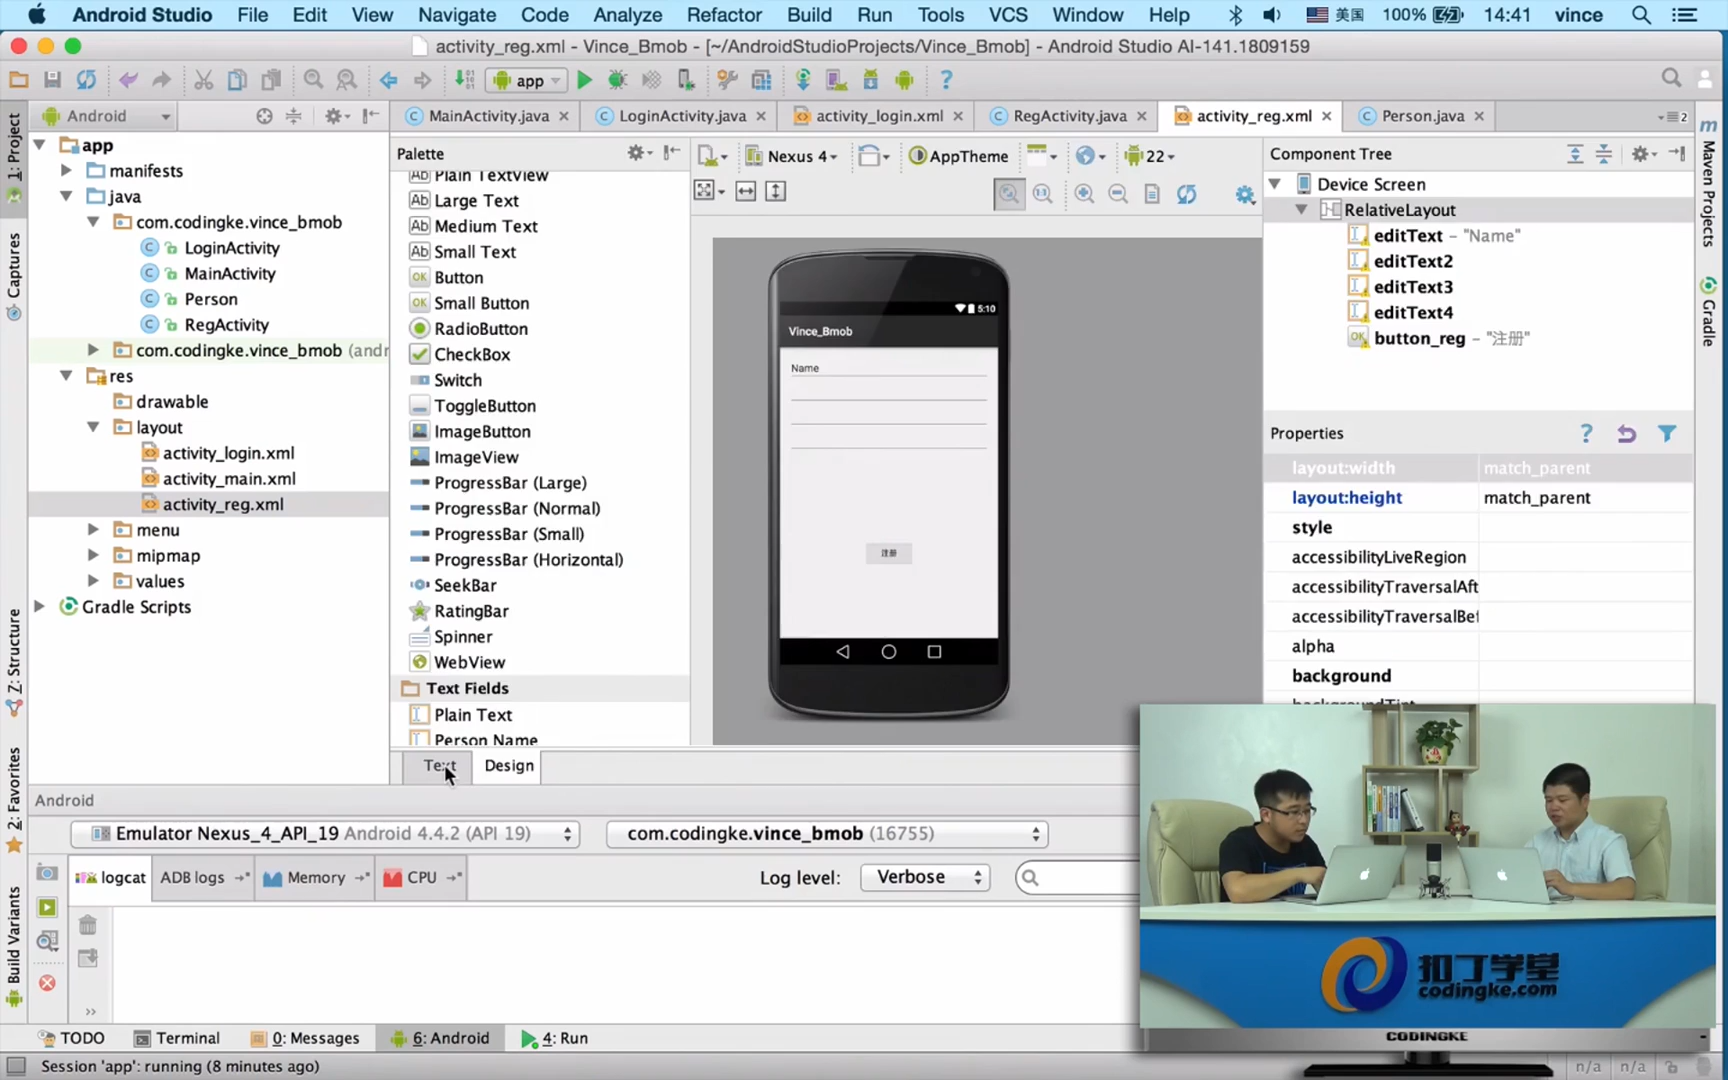 Android Studio File Edit View Navigate Code Analyze Refactor Build Run Tools VCS Window Help 美国 100% 14:41 vince
activity_reg.xml - Vince_Bmob - [~/AndroidStudioProjects/Vince_Bmob] - Android Studio AI-141.1809159
app
Android
MainActivity.java LoginActivity.java activity_login.xml RegActivity.java activity_reg.xml Person.java
2
1: Project
Captures
Z: Structure
2: Favorites
Build Variants
app
manifests
java
com.codingke.vince_bmob
LoginActivity
MainActivity
Person
RegActivity
com.codingke.vince_bmob (andr
res
drawable
layout
activity_login.xml
activity_main.xml
activity_reg.xml
menu
mipmap
values
Gradle Scripts
Palette
Plain TextView
Large Text
Medium Text
Small Text
Button
Small Button
RadioButton
CheckBox
Switch
ToggleButton
ImageButton
ImageView
ProgressBar (Large)
ProgressBar (Normal)
ProgressBar (Small)
ProgressBar (Horizontal)
SeekBar
RatingBar
Spinner
WebView
Text Fields
Plain Text
Person Name
Text Design
Nexus 4 AppTheme 22
5:10
Vince_Bmob
Name
注册
Component Tree
Device Screen
RelativeLayout
editText - "Name"
editText2
editText3
editText4
button_reg - "注册"
Properties
layout:width match_parent
layout:height match_parent
style
accessibilityLiveRegion
accessibilityTraversalAft
accessibilityTraversalBef
alpha
background
Maven Projects
Gradle
Android
Emulator Nexus_4_API_19 Android 4.4.2 (API 19) com.codingke.vince_bmob (16755)
logcat ADB logs Memory CPU Log level: Verbose
扣丁学堂
codingke.com
CODINGKE
TODO Terminal 0: Messages 6: Android 4: Run
Session 'app': running (8 minutes ago) n/a n/a